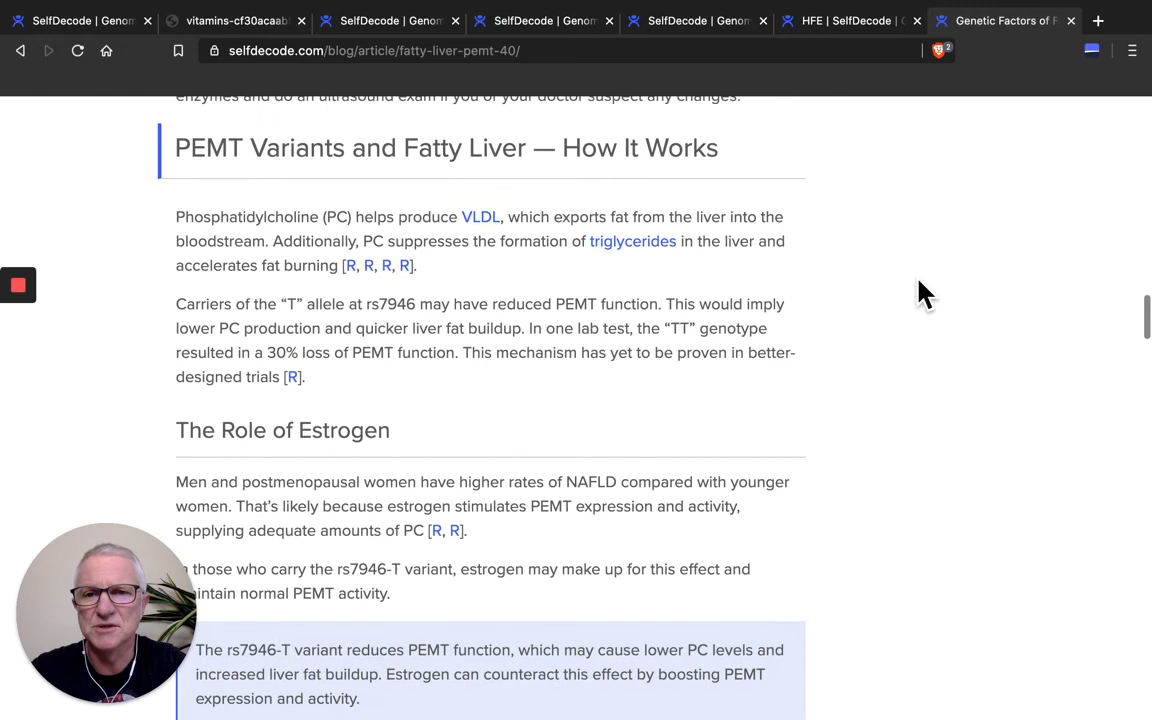 SelfDecode | Genom
vitamins-cf30acaabl
SelfDecode | Genom
SelfDecode | Genom
SelfDecode | Genom
HFE | SelfDecode | G
Genetic Factors of F
selfdecode.com/blog/article/fatty-liver-pemt-40/
2
enzymes and do an ultrasound exam if you or your doctor suspect any changes.
PEMT Variants and Fatty Liver — How It Works
Phosphatidylcholine (PC) helps produce VLDL, which exports fat from the liver into the
bloodstream. Additionally, PC suppresses the formation of triglycerides in the liver and
accelerates fat burning [R, R, R, R].
Carriers of the “T” allele at rs7946 may have reduced PEMT function. This would imply
lower PC production and quicker liver fat buildup. In one lab test, the “TT” genotype
resulted in a 30% loss of PEMT function. This mechanism has yet to be proven in better-
designed trials [R].
The Role of Estrogen
Men and postmenopausal women have higher rates of NAFLD compared with younger
women. That’s likely because estrogen stimulates PEMT expression and activity,
supplying adequate amounts of PC [R, R].
those who carry the rs7946-T variant, estrogen may make up for this effect and
intain normal PEMT activity.
The rs7946-T variant reduces PEMT function, which may cause lower PC levels and
increased liver fat buildup. Estrogen can counteract this effect by boosting PEMT
expression and activity.